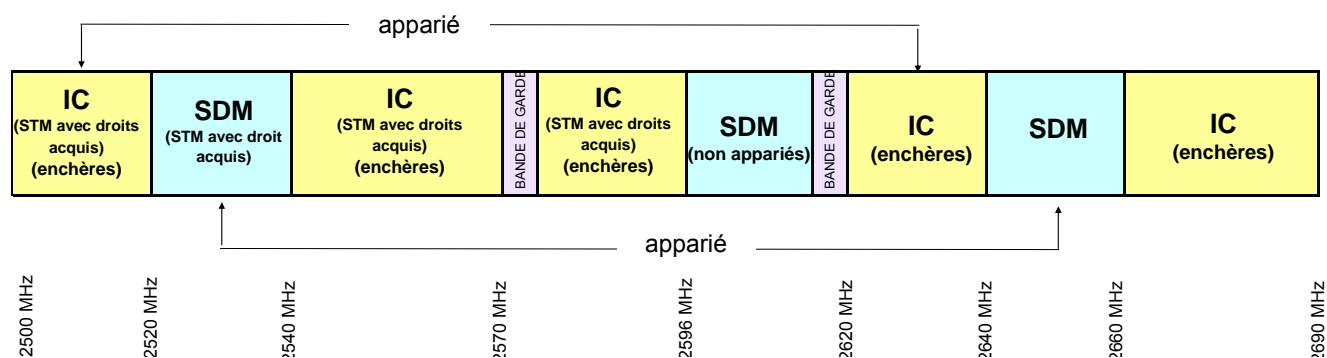 apparié
IC
(STM avec droits
acquis)
(enchères)
SDM
(STM avec droit
acquis)
IC
(STM avec droits
acquis)
(enchères)
BANDE DE GARDE
IC
(STM avec droits
acquis)
(enchères)
SDM
(non appariés)
BANDE DE GARDE
IC
(enchères)
SDM
IC
(enchères)
apparié
2500 MHz
2520 MHz
2540 MHz
2570 MHz
2596 MHz
2620 MHz
2640 MHz
2660 MHz
2690 MHz